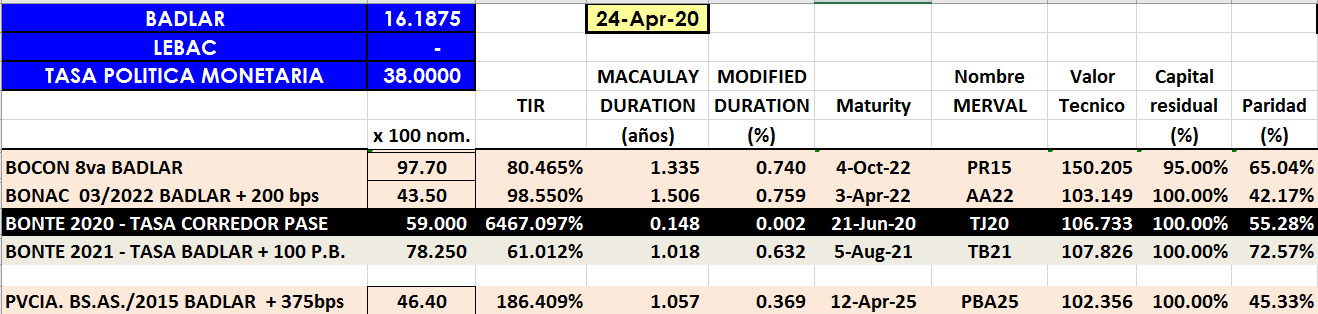 BADLAR 16.1875 24-Apr-20
LEBAC -
TASA POLITICA MONETARIA 38.0000 MACAULAY MODIFIED Nombre Valor Capital
TIR DURATION DURATION Maturity MERVAL Tecnico residual Paridad
x 100 nom. (años) (%) (%) (%)
BOCON 8va BADLAR 97.70 80.465% 1.335 0.740 4-Oct-22 PR15 150.205 95.00% 65.04%
BONAC 03/2022 BADLAR + 200 bps 43.50 98.550% 1.506 0.759 3-Apr-22 AA22 103.149 100.00% 42.17%
BONTE 2020 - TASA CORREDOR PASE 59.000 6467.097% 0.148 0.002 21-Jun-20 TJ20 106.733 100.00% 55.28%
BONTE 2021 - TASA BADLAR + 100 P.B. 78.250 61.012% 1.018 0.632 5-Aug-21 TB21 107.826 100.00% 72.57%
PVCIA. BS.AS./2015 BADLAR + 375bps 46.40 186.409% 1.057 0.369 12-Apr-25 PBA25 102.356 100.00% 45.33%